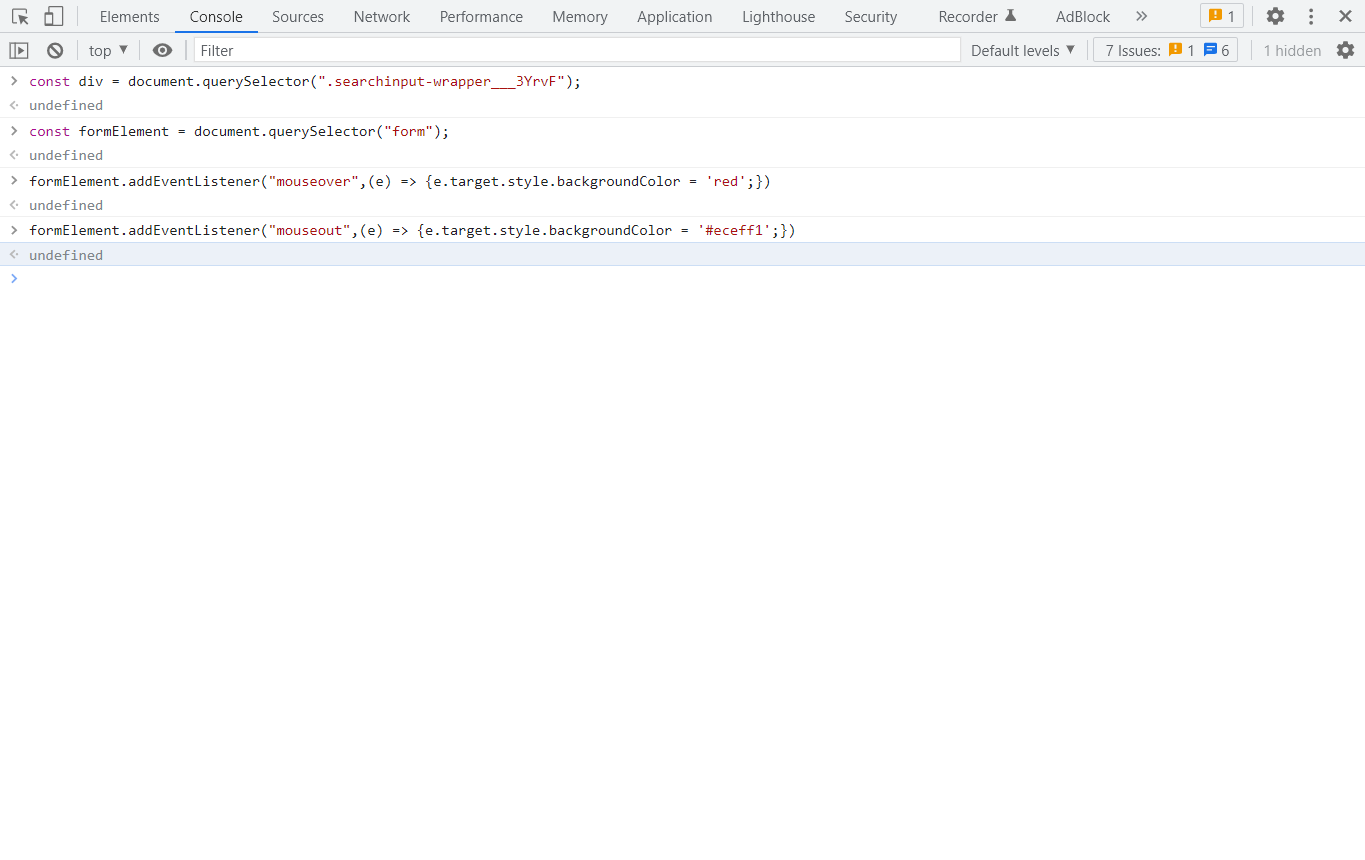 Elements Console Sources Network Performance Memory Application Lighthouse Security Recorder AdBlock 1
top Filter Default levels 7 Issues: 1 6 1 hidden
const div = document.querySelector(".searchinput-wrapper___3YrvF");
undefined
const formElement = document.querySelector("form");
undefined
formElement.addEventListener("mouseover",(e) => {e.target.style.backgroundColor = 'red';})
undefined
formElement.addEventListener("mouseout",(e) => {e.target.style.backgroundColor = '#eceff1';})
undefined